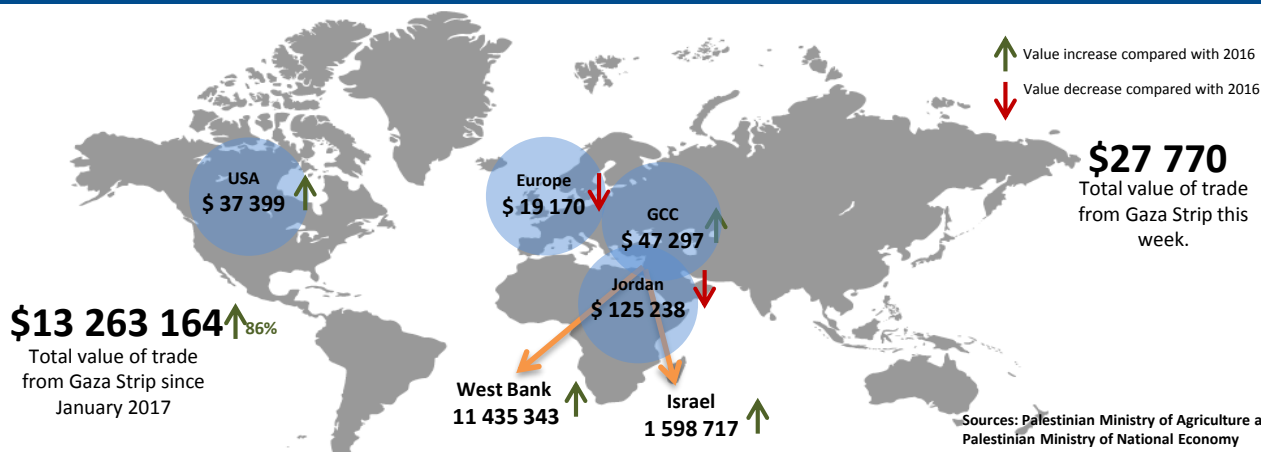 Value increase compared with 2016
Value decrease compared with 2016
USA
$ 37 399
Europe
$ 19 170
GCC
$ 47 297
Jordan
$ 125 238
$27 770
Total value of trade
from Gaza Strip this
week.
$13 263 164 86%
Total value of trade
from Gaza Strip since
January 2017
West Bank
11 435 343
Israel
1 598 717
Sources: Palestinian Ministry of Agriculture a
Palestinian Ministry of National Economy